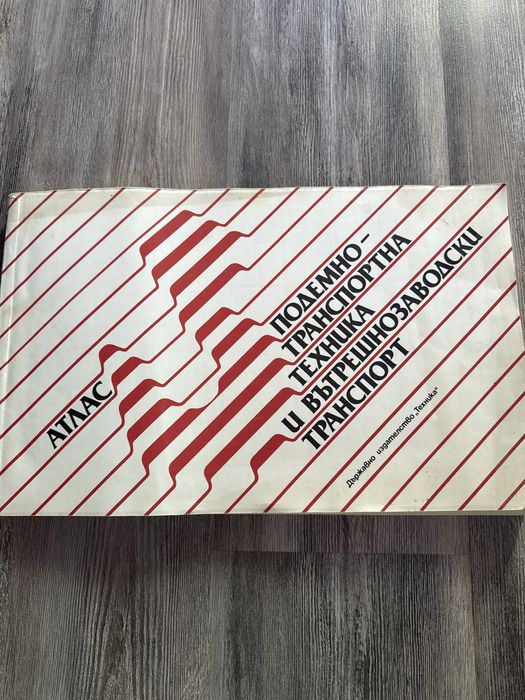 АТЛАС
ПОДЕМНО-
ТРАНСПОРТНА
ТЕХНИКА
И ВЪТРЕШНОЗАВОДСКИ
ТРАНСПОРТ
Държавно издателство „Техника“